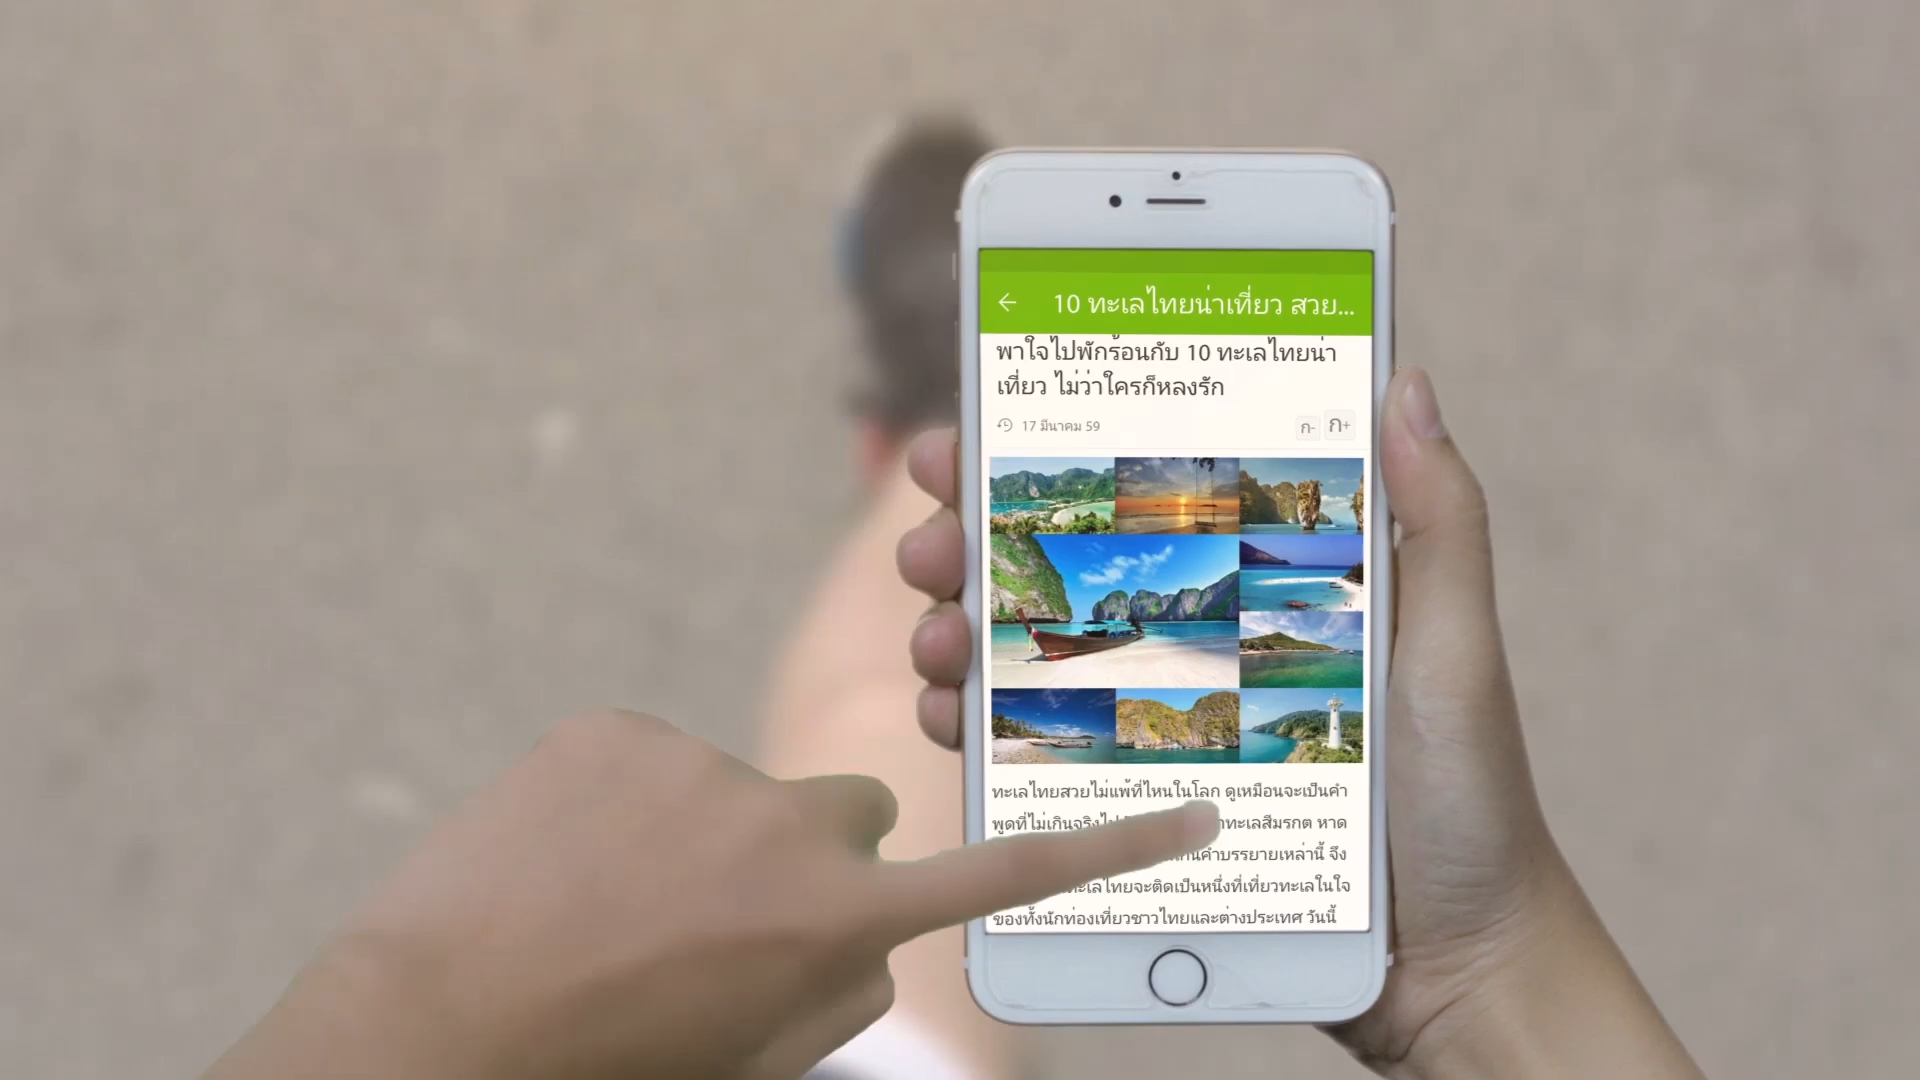 10 ทะเลไทยน่าเที่ยว สวย...
พาใจไปพักร้อนกับ 10 ทะเลไทยน่า
เที่ยว ไม่ว่าใครก็หลงรัก
17 มีนาคม 59
ก- ก+
ทะเลไทยสวยไม่แพ้ที่ไหนในโลก ดูเหมือนจะเป็นคำ
พูดที่ไม่เกินจริงไป ทะเลสีมรกต หาด
คำบรรยายเหล่านี้ จึง
ทะเลไทยจะติดเป็นหนึ่งที่เที่ยวทะเลในใจ
ของทั้งนักท่องเที่ยวชาวไทยและต่างประเทศ วันนี้